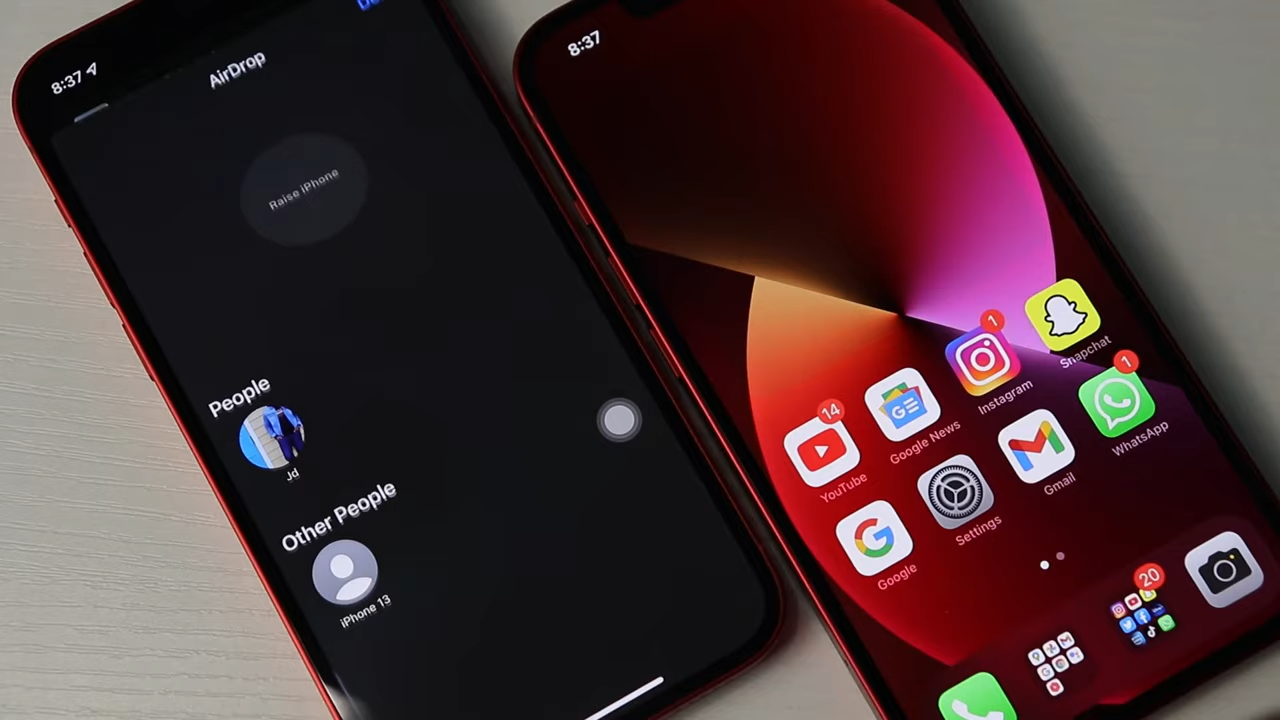 8:37
AirDrop
Raise iPhone
People
Jd
Other People
iPhone 13
8:37
1
Snapchat
Instagram
1
WhatsApp
14
YouTube
Google News
Gmail
Settings
Google
20